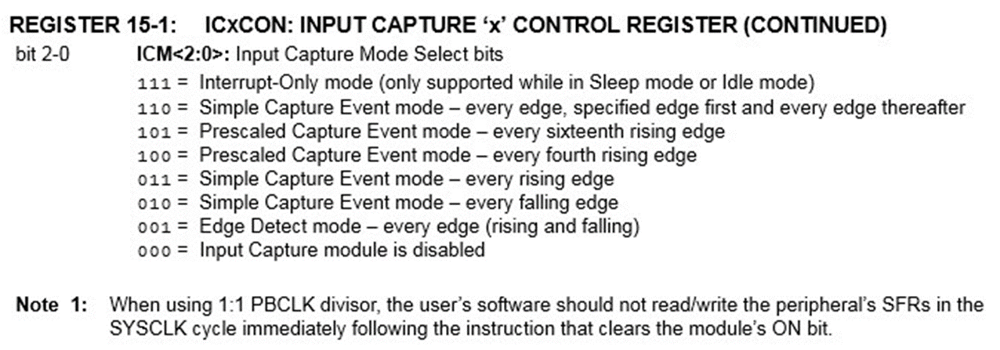 REGISTER 15-1: ICxCON: INPUT CAPTURE ‘x’ CONTROL REGISTER (CONTINUED)
bit 2-0 ICM<2:0>: Input Capture Mode Select bits
111 = Interrupt-Only mode (only supported while in Sleep mode or Idle mode)
110 = Simple Capture Event mode – every edge, specified edge first and every edge thereafter
101 = Prescaled Capture Event mode – every sixteenth rising edge
100 = Prescaled Capture Event mode – every fourth rising edge
011 = Simple Capture Event mode – every rising edge
010 = Simple Capture Event mode – every falling edge
001 = Edge Detect mode – every edge (rising and falling)
000 = Input Capture module is disabled
Note 1: When using 1:1 PBCLK divisor, the user’s software should not read/write the peripheral’s SFRs in the
SYSCLK cycle immediately following the instruction that clears the module’s ON bit.